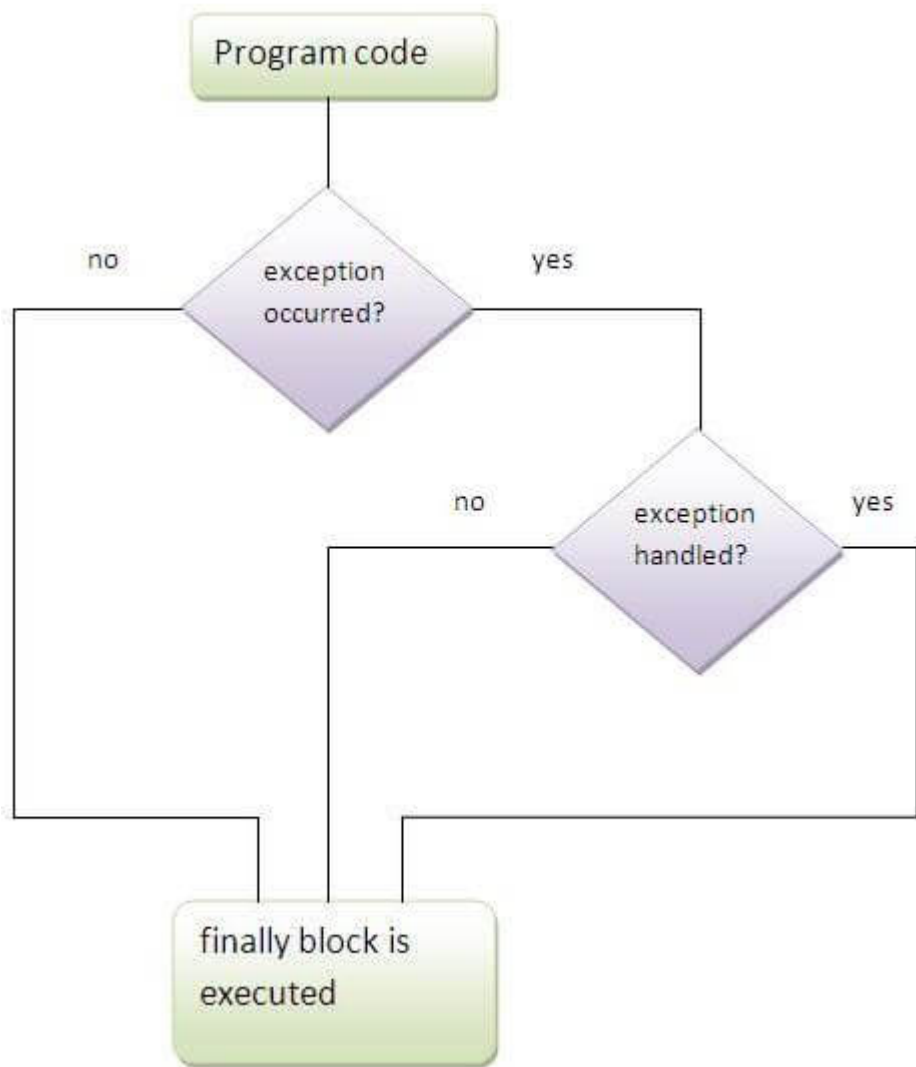 Program code
no
yes
exception
occurred?
no
yes
exception
handled?
finally block is
executed